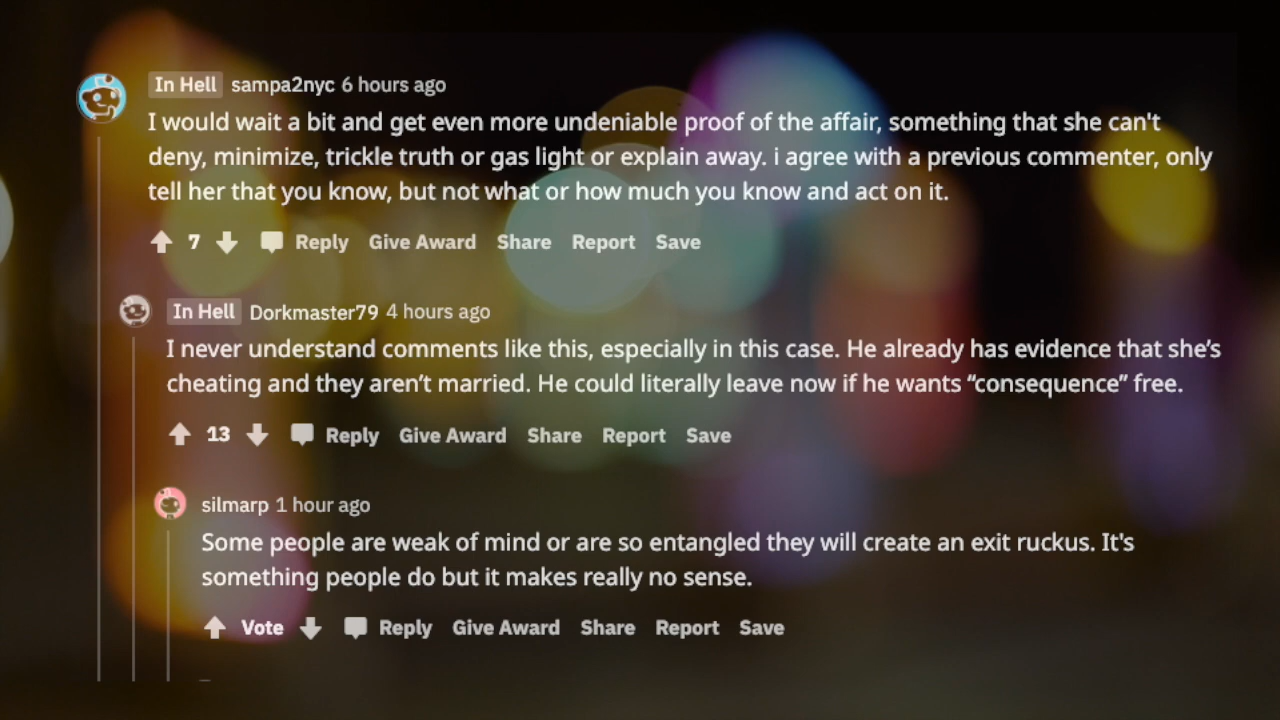 In Hell sampa2nyc 6 hours ago
I would wait a bit and get even more undeniable proof of the affair, something that she can't
deny, minimize, trickle truth or gas light or explain away. i agree with a previous commenter, only
tell her that you know, but not what or how much you know and act on it.
7 Reply Give Award Share Report Save
In Hell Dorkmaster79 4 hours ago
I never understand comments like this, especially in this case. He already has evidence that she’s
cheating and they aren’t married. He could literally leave now if he wants “consequence” free.
13 Reply Give Award Share Report Save
silmarp 1 hour ago
Some people are weak of mind or are so entangled they will create an exit ruckus. It's
something people do but it makes really no sense.
Vote Reply Give Award Share Report Save